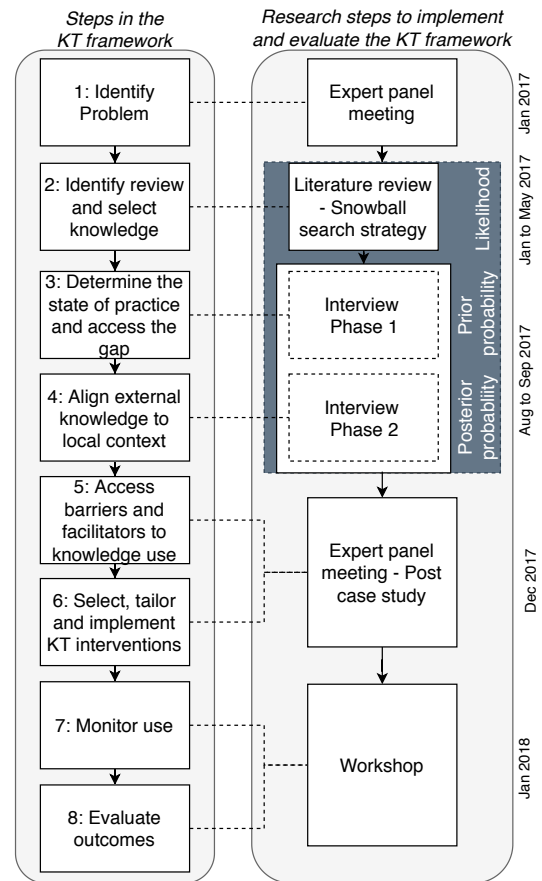 Steps in the
KT framework
Research steps to implement
and evaluate the KT framework
1: Identify
Problem
Expert panel
meeting
Jan 2017
2: Identify review
and select
knowledge
Literature review
- Snowball
search strategy
Likelihood
Jan to May 2017
3: Determine the
state of practice
and access the
gap
Interview
Phase 1
Prior
probability
4: Align external
knowledge to
local context
Interview
Phase 2
Posterior
probability
Aug to Sep 2017
5: Access
barriers and
facilitators to
knowledge use
6: Select, tailor
and implement
KT interventions
Expert panel
meeting - Post
case study
Dec 2017
7: Monitor use
8: Evaluate
outcomes
Workshop
Jan 2018